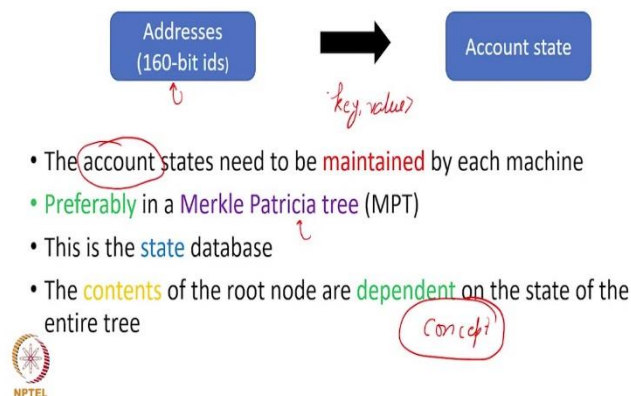 Addresses
(160-bit ids)
Account state
key, value>
• The account states need to be maintained by each machine
• Preferably in a Merkle Patricia tree (MPT)
• This is the state database
• The contents of the root node are dependent on the state of the
entire tree
Concept
NPTEL